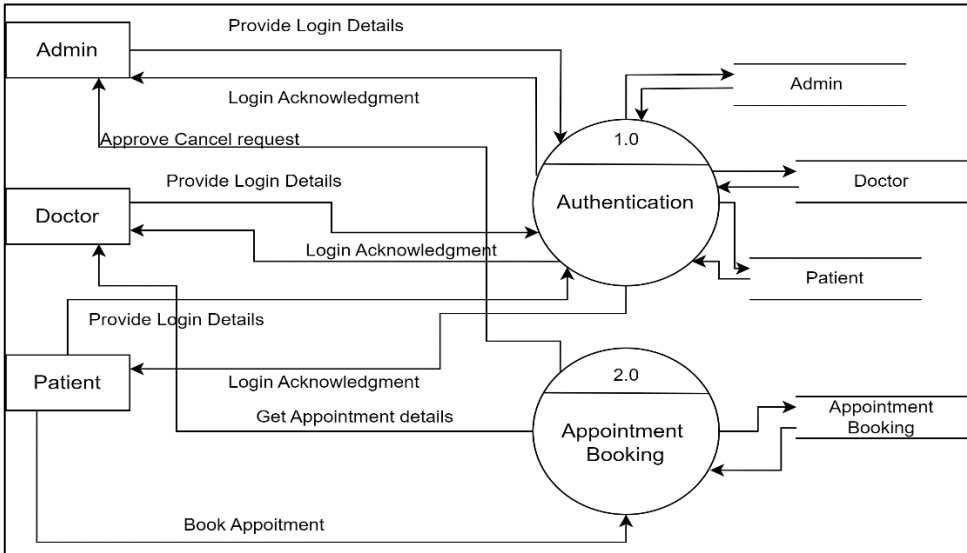 Provide Login Details
Admin
Login Acknowledgment
Admin
Approve Cancel request
1.0
Provide Login Details
Doctor
Authentication
Doctor
Login Acknowledgment
Patient
Provide Login Details
Patient
Login Acknowledgment
2.0
Get Appointment details
Appointment
Booking
Appointment
Booking
Book Appoitment